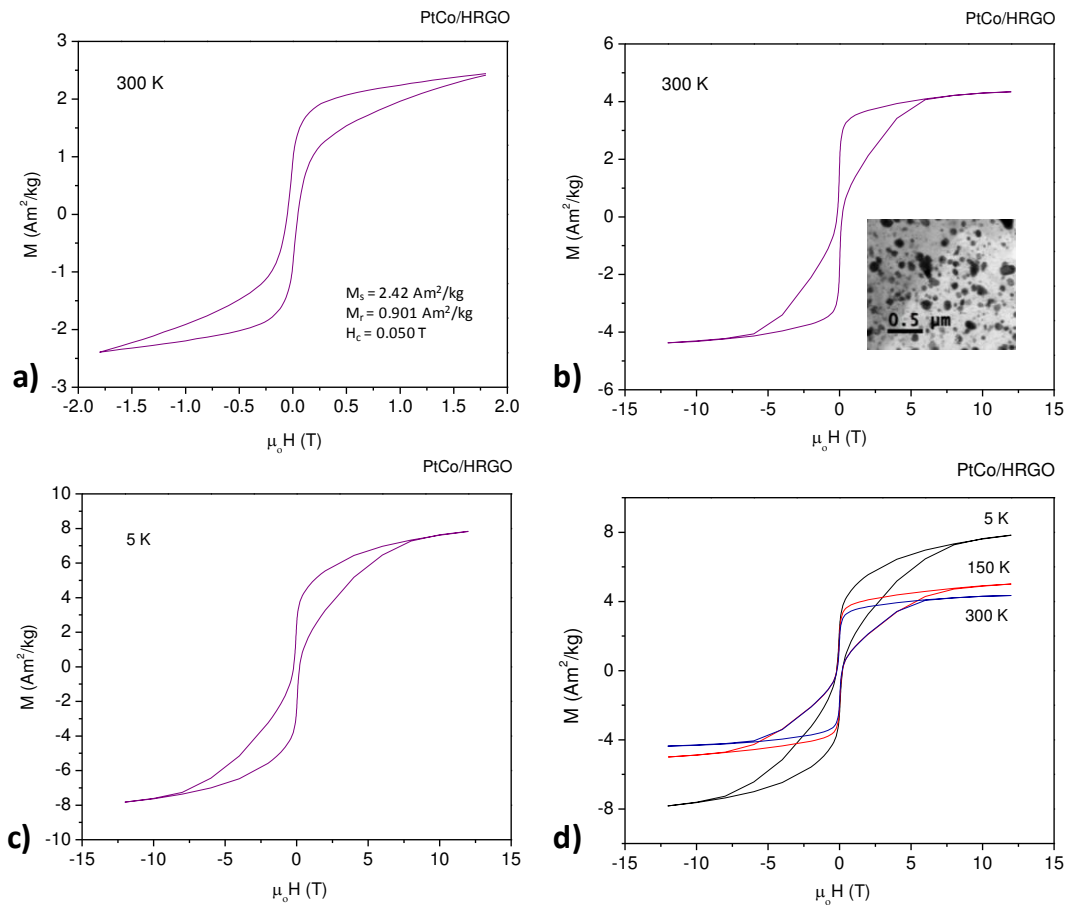 PtCo/HRGO
3
2
1
0
-1
-2
-3
M (Am²/kg)
300 K
Mₛ = 2.42 Am²/kg
Mᵣ = 0.901 Am²/kg
H꜀ = 0.050 T
a)
-2.0 -1.5 -1.0 -0.5 0.0 0.5 1.0 1.5 2.0
μₒH (T)
PtCo/HRGO
6
4
2
0
-2
-4
-6
M (Am²/kg)
300 K
0.5 μm
b)
-15 -10 -5 0 5 10 15
μₒH (T)
PtCo/HRGO
10
8
6
4
2
0
-2
-4
-6
-8
-10
M (Am²/kg)
5 K
c)
-15 -10 -5 0 5 10 15
μₒH (T)
PtCo/HRGO
8
4
0
-4
-8
M (Am²/kg)
5 K
150 K
300 K
d)
-15 -10 -5 0 5 10 15
μₒH (T)